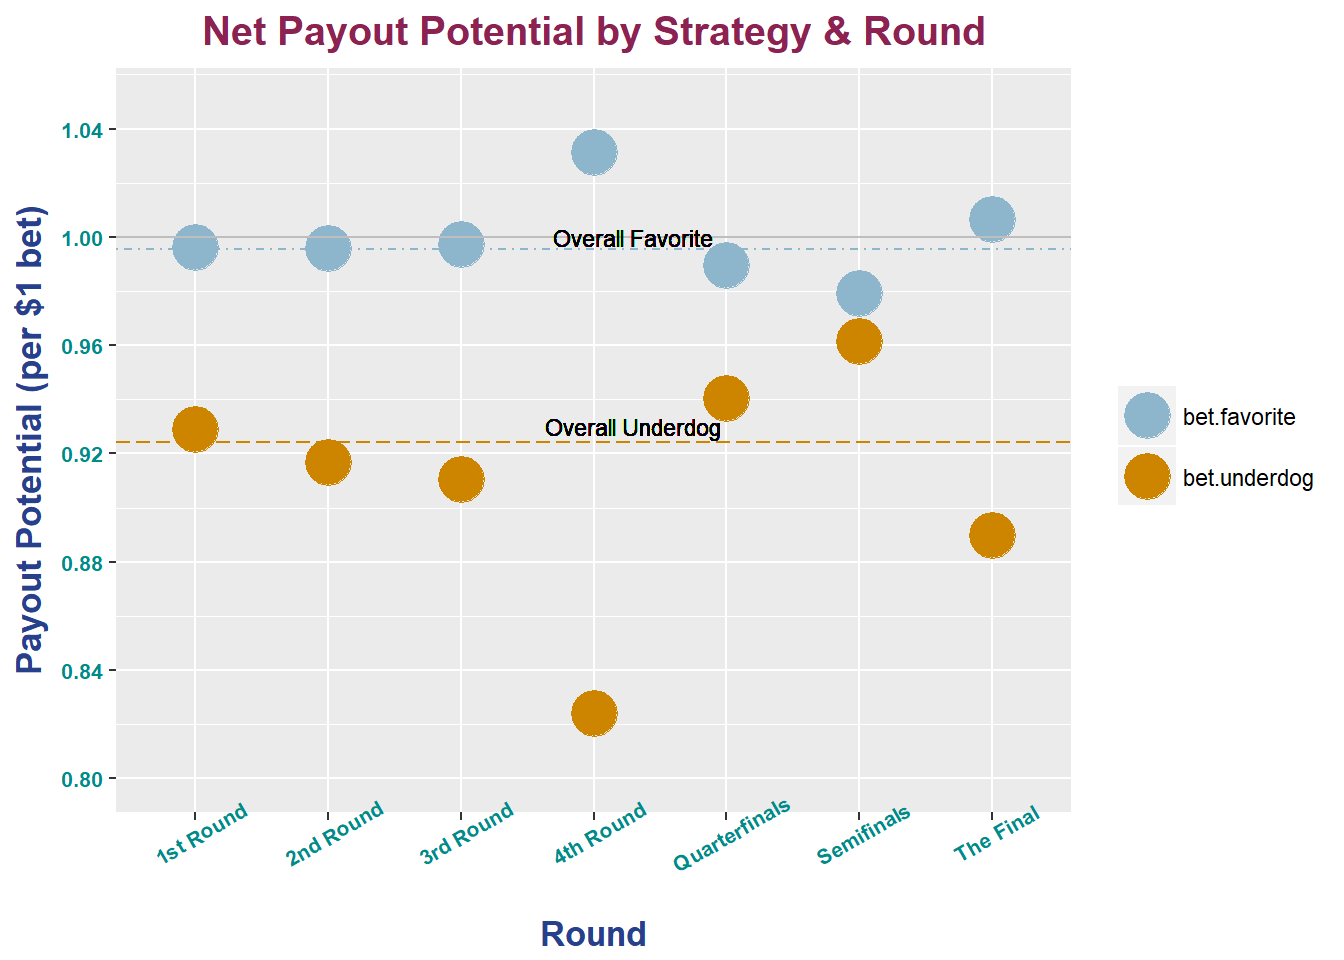 Net Payout Potential by Strategy & Round
Payout Potential (per $1 bet)
1.04
1.00
0.96
0.92
0.88
0.84
0.80
Overall Favorite
Overall Underdog
bet.favorite
bet.underdog
1st Round
2nd Round
3rd Round
4th Round
Quarterfinals
Semifinals
The Final
Round